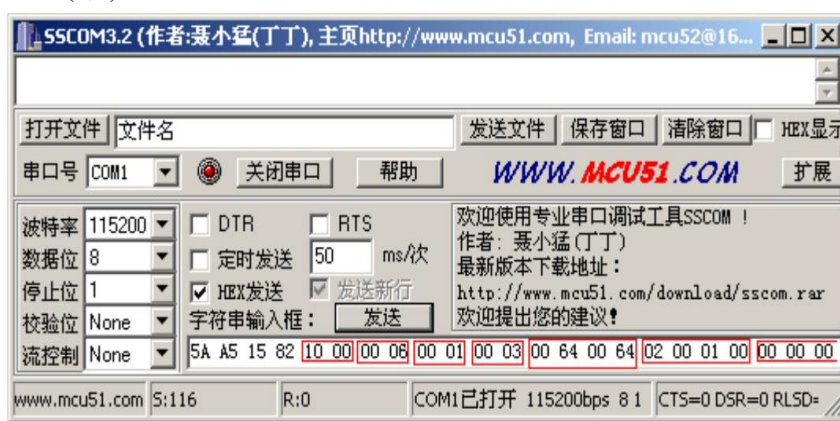 SSCOM3.2 (作者:聂小猛(丁丁), 主页http://www.mcu51.com, Email: mcu52@16...
打开文件 文件名 发送文件 保存窗口 清除窗口 HEX显示
串口号 COM1 关闭串口 帮助 WWW.MCU51.COM 扩展
波特率 115200 DTR RTS
数据位 8 定时发送 50 ms/次
停止位 1 HEX发送 发送新行
校验位 None 字符串输入框: 发送
流控制 None 5A A5 15 82 10 00 00 06 00 01 00 03 00 64 00 64 02 00 01 00 00 00 00
欢迎使用专业串口调试工具SSCOM !
作者: 聂小猛(丁丁)
最新版本下载地址:
http://www.mcu51.com/download/sscom.rar
欢迎提出您的建议!
www.mcu51.com S:116 R:0 COM1已打开 115200bps 8 1 CTS=0 DSR=0 RLSD=